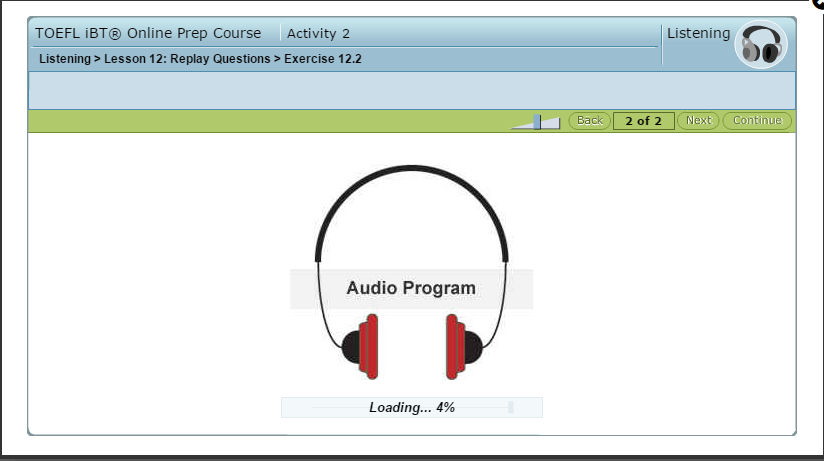 TOEFL iBT® Online Prep Course Activity 2 Listening
Listening > Lesson 12: Replay Questions > Exercise 12.2
Back 2 of 2 Next Continue
Audio Program
Loading... 4%